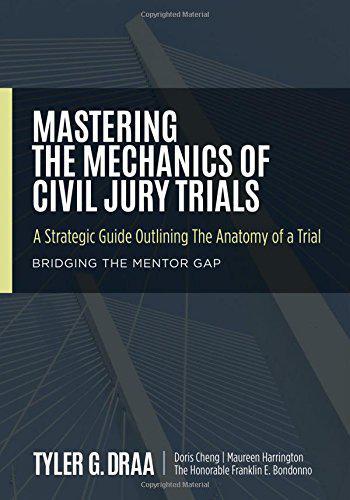 Copyrighted Material
MASTERING
THE MECHANICS OF
CIVIL JURY TRIALS
A Strategic Guide Outlining The Anatomy of a Trial
BRIDGING THE MENTOR GAP
TYLER G. DRAA
Doris Cheng | Maureen Harrington
The Honorable Franklin E. Bondonno
Copyrighted Material